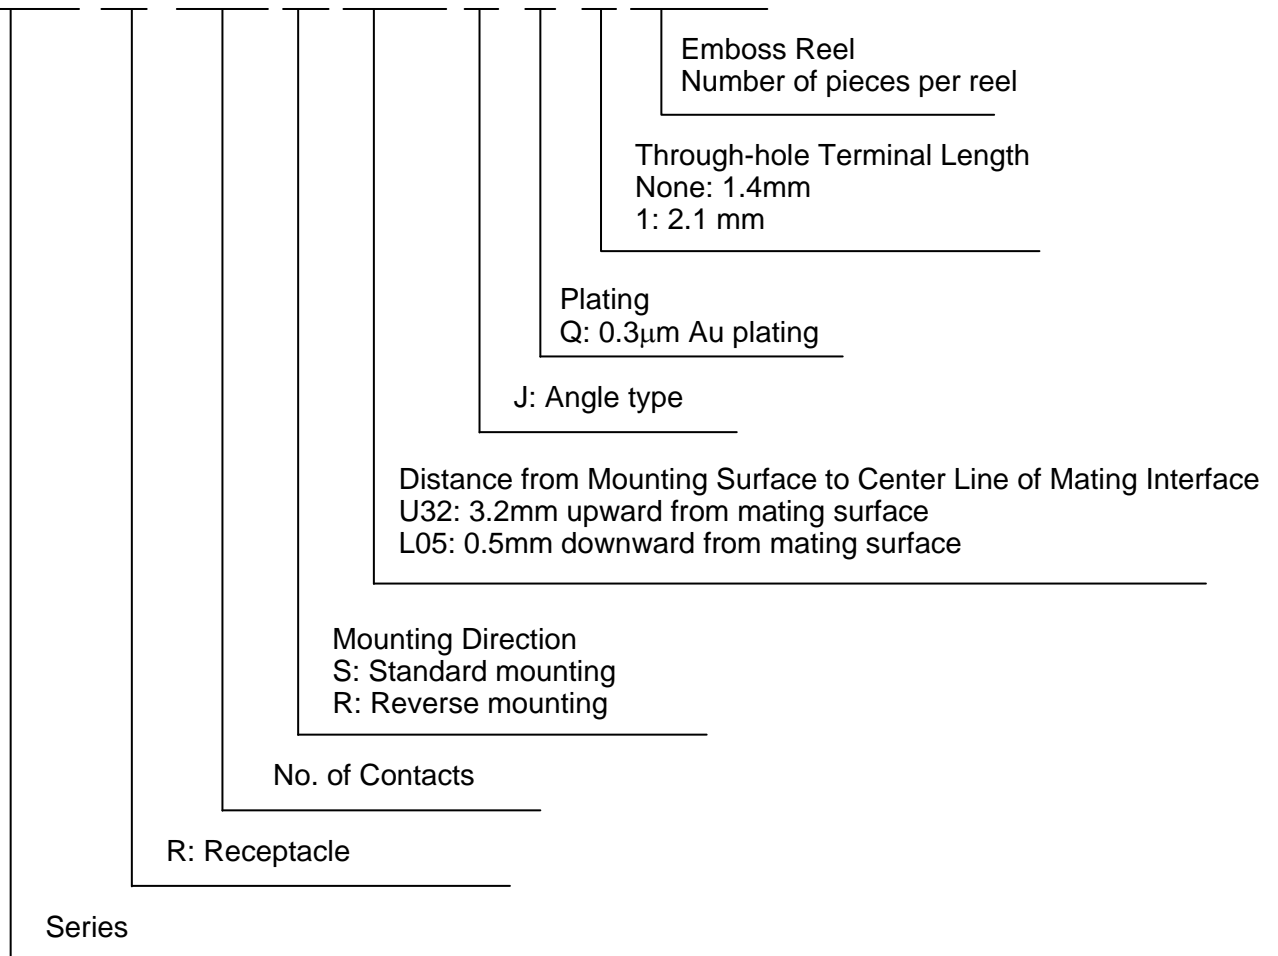 Emboss Reel
Number of pieces per reel
Through-hole Terminal Length
None: 1.4mm
1: 2.1 mm
Plating
Q: 0.3μm Au plating
J: Angle type
Distance from Mounting Surface to Center Line of Mating Interface
U32: 3.2mm upward from mating surface
L05: 0.5mm downward from mating surface
Mounting Direction
S: Standard mounting
R: Reverse mounting
No. of Contacts
R: Receptacle
Series